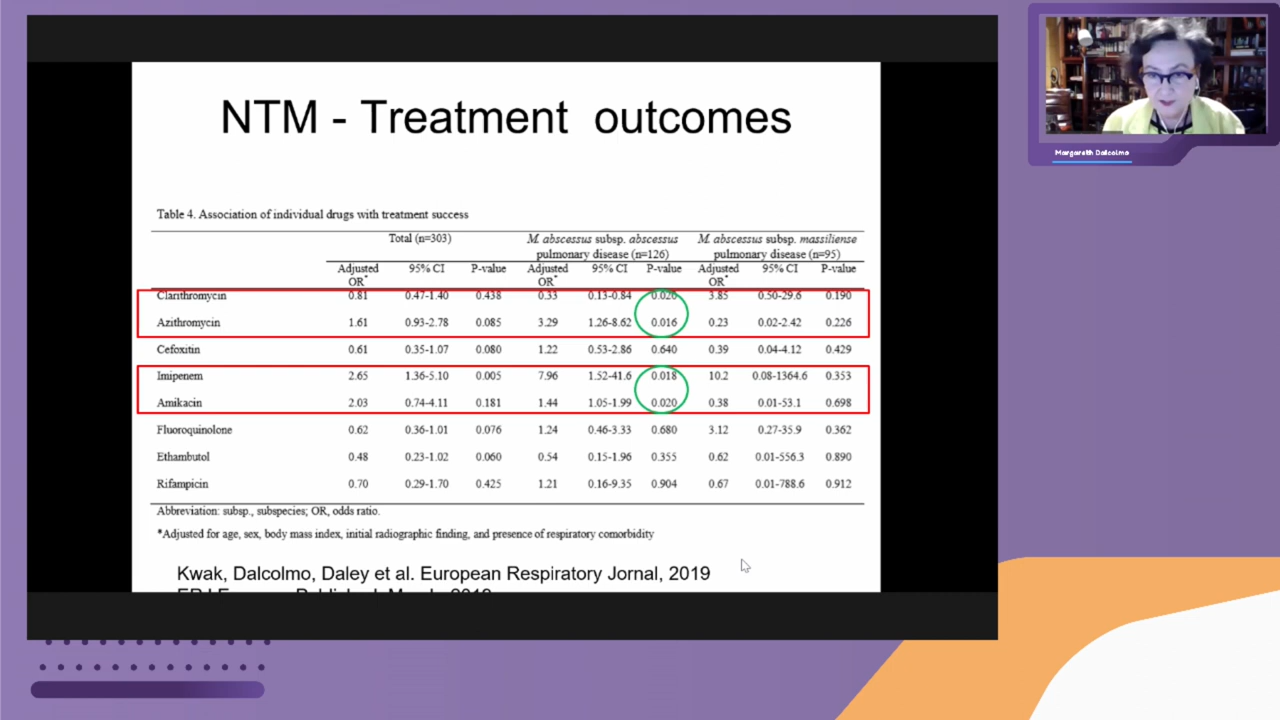 NTM - Treatment outcomes
Margareth Dalcolmo
Table 4. Association of individual drugs with treatment success
Total (n=303) M. abscessus subsp. abscessus pulmonary disease (n=126) M. abscessus subsp. massiliense pulmonary disease (n=95)
Adjusted OR* 95% CI P-value Adjusted OR* 95% CI P-value Adjusted OR* 95% CI P-value
Clarithromycin 0.81 0.47-1.40 0.438 0.33 0.13-0.84 0.020 3.85 0.50-29.6 0.190
Azithromycin 1.61 0.93-2.78 0.085 3.29 1.26-8.62 0.016 0.23 0.02-2.42 0.226
Cefoxitin 0.61 0.35-1.07 0.080 1.22 0.53-2.86 0.640 0.39 0.04-4.12 0.429
Imipenem 2.65 1.36-5.10 0.005 7.96 1.52-41.6 0.018 10.2 0.08-1364.6 0.353
Amikacin 2.03 0.74-4.11 0.181 1.44 1.05-1.99 0.020 0.38 0.01-53.1 0.698
Fluoroquinolone 0.62 0.36-1.01 0.076 1.24 0.46-3.33 0.680 3.12 0.27-35.9 0.362
Ethambutol 0.48 0.23-1.02 0.060 0.54 0.15-1.96 0.355 0.62 0.01-556.3 0.890
Rifampicin 0.70 0.29-1.70 0.425 1.21 0.16-9.35 0.904 0.67 0.01-788.6 0.912
Abbreviation: subsp., subspecies; OR, odds ratio.
*Adjusted for age, sex, body mass index, initial radiographic finding, and presence of respiratory comorbidity
Kwak, Dalcolmo, Daley et al. European Respiratory Jornal, 2019